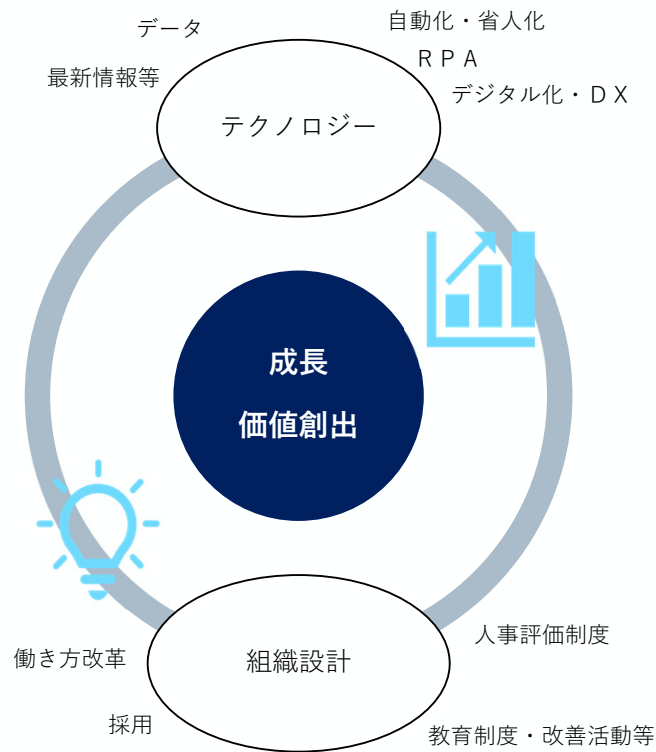 データ
自動化・省人化
ＲＰＡ
最新情報等
デジタル化・ＤＸ
テクノロジー
成長
価値創出
人事評価制度
働き方改革
組織設計
採用
教育制度・改善活動等